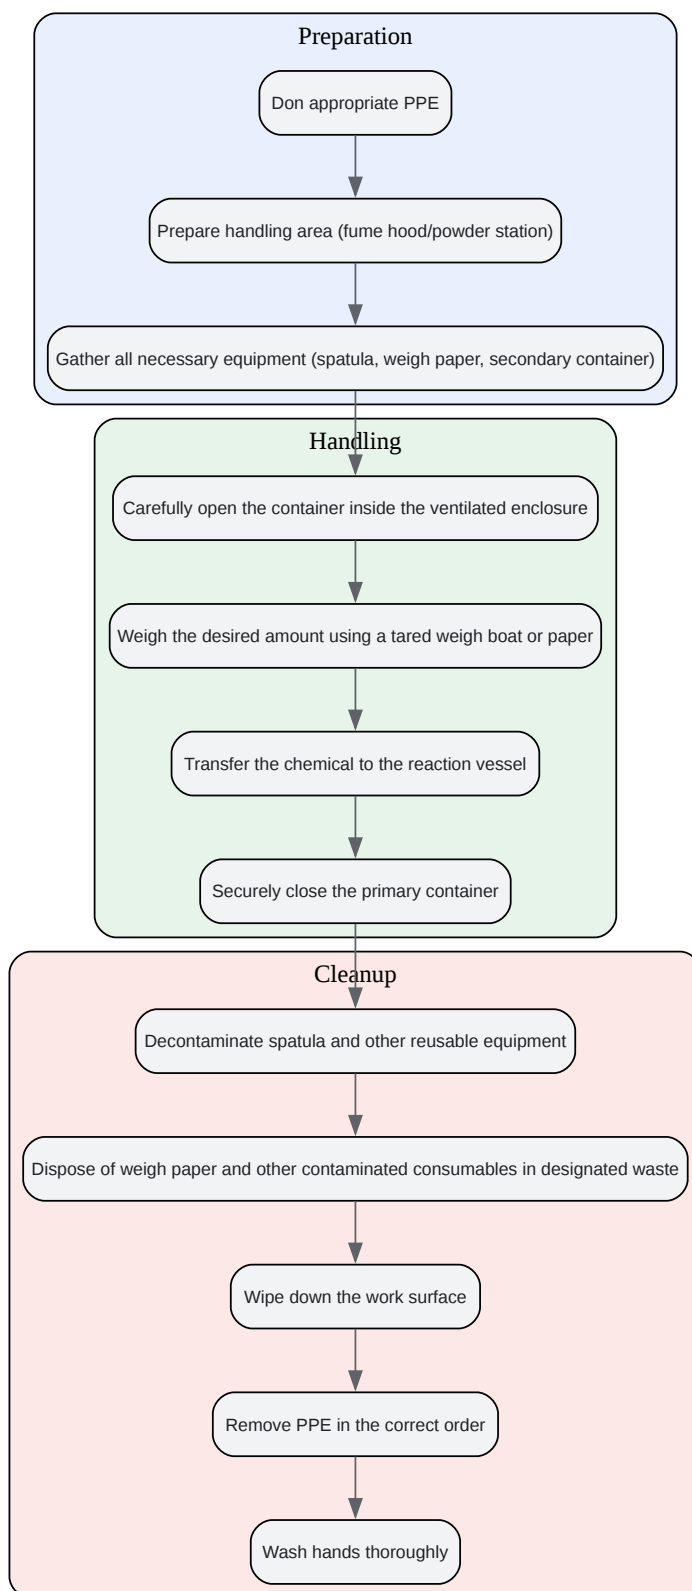 Preparation
Don appropriate PPE
Prepare handling area (fume hood/powder station)
Gather all necessary equipment (spatula, weigh paper, secondary container)
Handling
Carefully open the container inside the ventilated enclosure
Weigh the desired amount using a tared weigh boat or paper
Transfer the chemical to the reaction vessel
Securely close the primary container
Cleanup
Decontaminate spatula and other reusable equipment
Dispose of weigh paper and other contaminated consumables in designated waste
Wipe down the work surface
Remove PPE in the correct order
Wash hands thoroughly